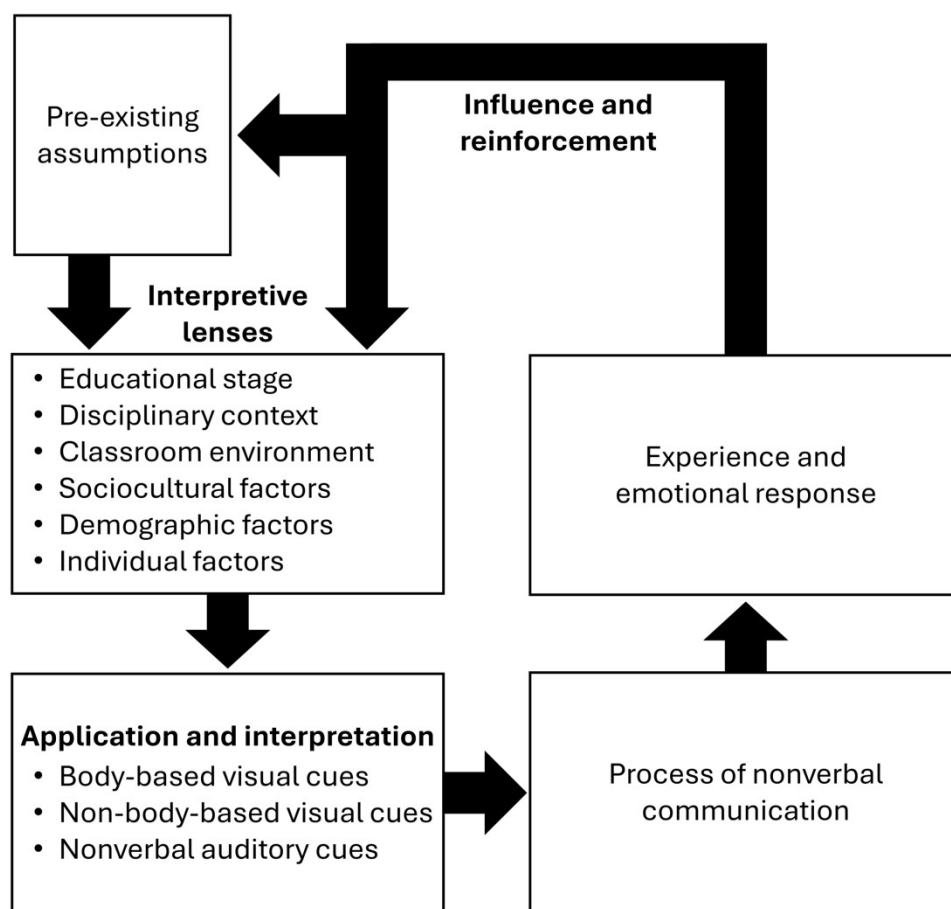 Pre-existing
assumptions
Influence and
reinforcement
Interpretive
lenses
• Educational stage
• Disciplinary context
• Classroom environment
• Sociocultural factors
• Demographic factors
• Individual factors
Experience and
emotional response
Application and interpretation
• Body-based visual cues
• Non-body-based visual cues
• Nonverbal auditory cues
Process of nonverbal
communication